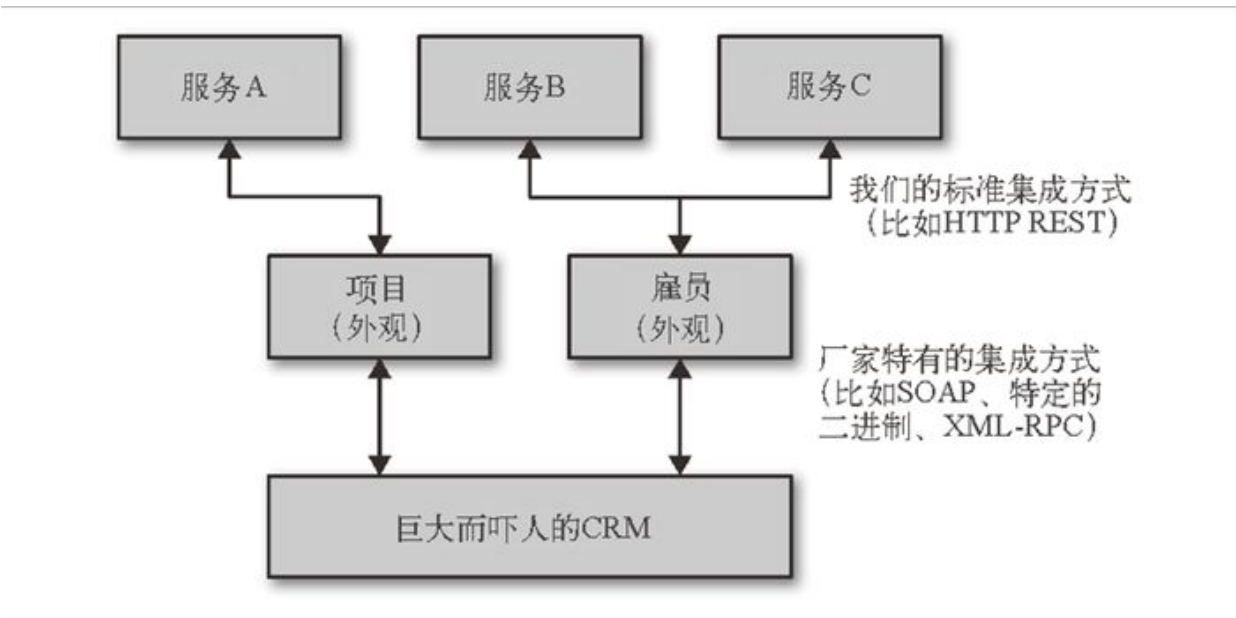 服务A
服务B
服务C
我们的标准集成方式
（比如HTTP REST）
项目
（外观）
雇员
（外观）
厂家特有的集成方式
（比如SOAP、特定的
二进制、XML-RPC）
巨大而吓人的CRM